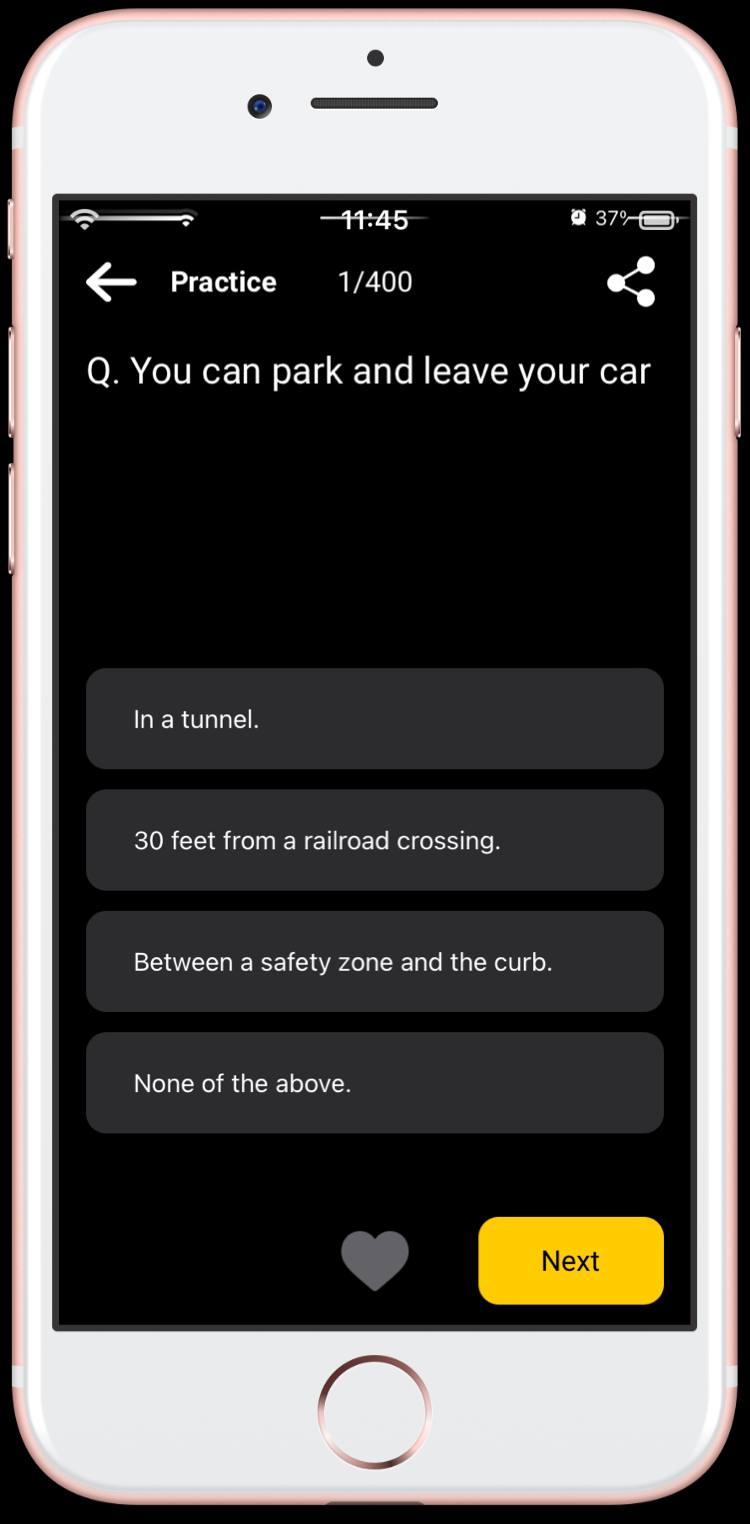 11:45
37%
Practice 1/400
Q. You can park and leave your car
In a tunnel.
30 feet from a railroad crossing.
Between a safety zone and the curb.
None of the above.
Next